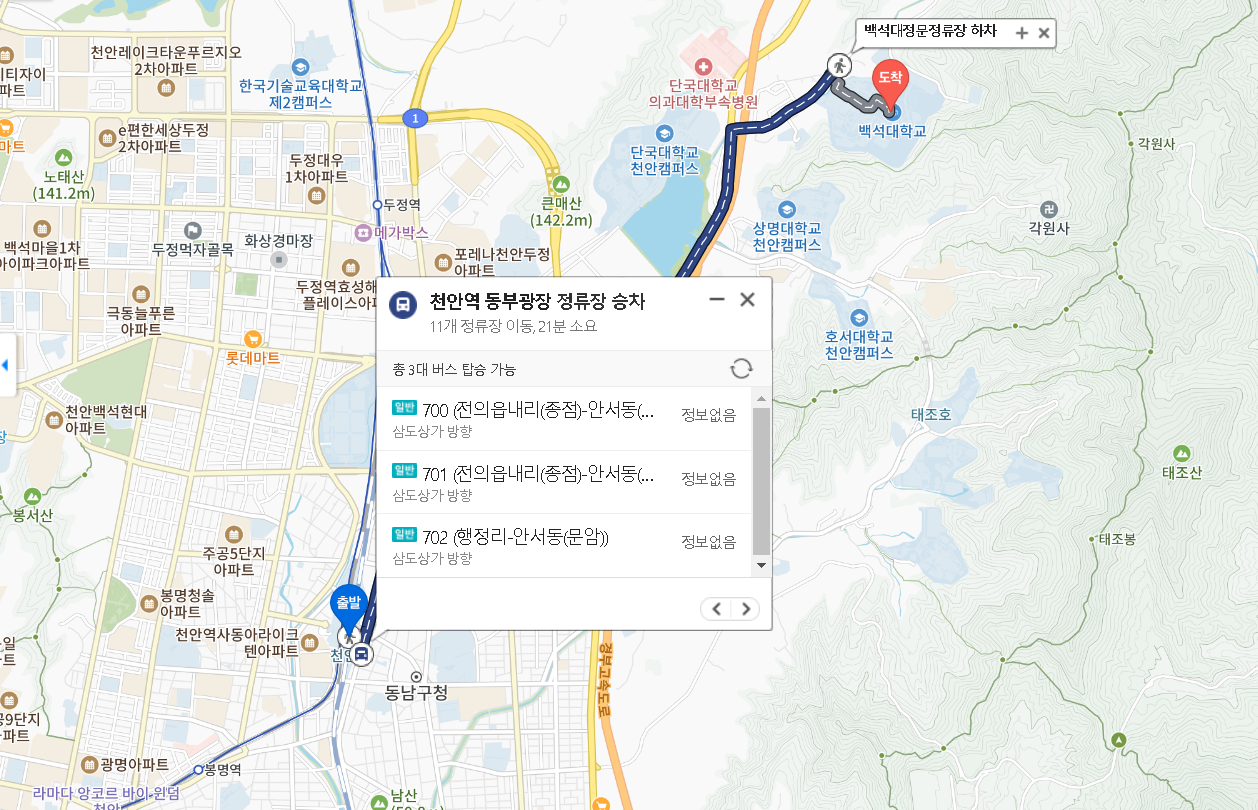 백석대정문정류장 하차
천안레이크타운푸르지오
2차아파트
한국기술교육대학교
제2캠퍼스
단국대학교
의과대학부속병원
도착
백석대학교
1
e편한세상두정
2차아파트
단국대학교
천안캠퍼스
각원사
두정대우
1차아파트
노태산
(141.2m)
큰매산
(142.2m)
두정역
메가박스
상명대학교
천안캠퍼스
각원사
백석마을1차
아이파크아파트
두정먹자골목
화상경마장
포레나천안두정
아파트
두정역효성해
플레이스아파
극동늘푸른
아파트
롯데마트
호서대학교
천안캠퍼스
천안역 동부광장 정류장 승차
11개 정류장 이동, 21분 소요
총 3대 버스 탑승 가능
일반 700 (전의읍내리(종점)-안서동(...
정보없음
삼도상가 방향
일반 701 (전의읍내리(종점)-안서동(...
정보없음
삼도상가 방향
일반 702 (행정리-안서동(문암))
정보없음
삼도상가 방향
천안백석현대
아파트
태조호
태조산
봉서산
태조봉
주공5단지
아파트
봉명청솔
아파트
출발
천안역사동아라이크
텐아파트
천안
동남구청
경부고속도로
공9단지
아파트
광명아파트
봉명역
라마다 앙코르 바이 윈덤
천안
남산